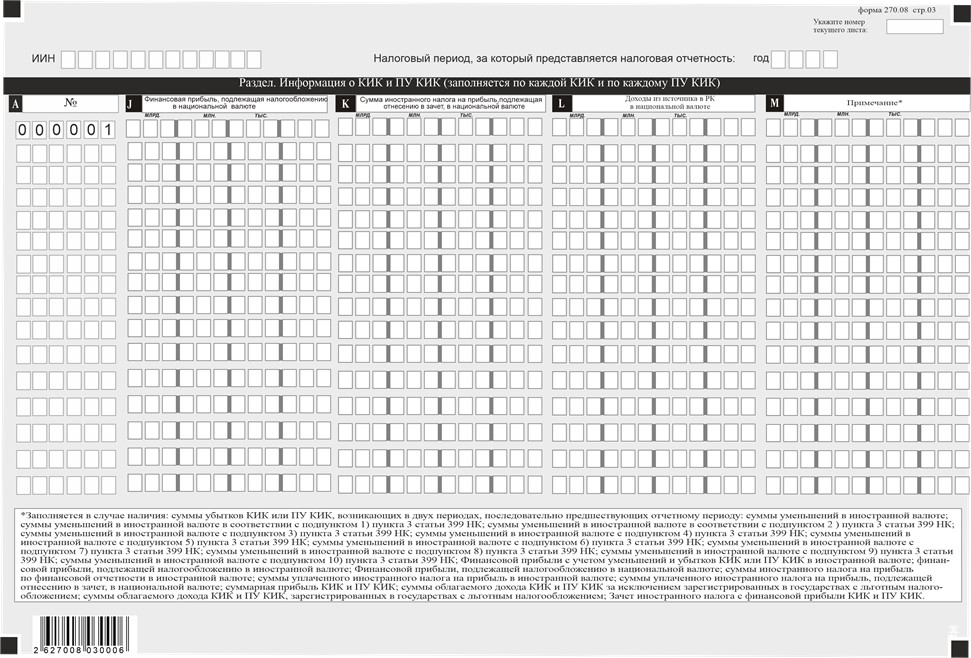 форма 270.08 стр.03
Укажите номер
текущего листа:
ИИН
Налоговый период, за который представляется налоговая отчетность: год
Раздел. Информация о КИК и ПУ КИК (заполняется по каждой КИК и по каждому ПУ КИК)
A №
J Финансовая прибыль, подлежащая налогообложению
в национальной валюте
K Сумма иностранного налога на прибыль,подлежащая
отнесению в зачет, в национальной валюте
L Доходы из источника в РК
в национальной валюте
M Примечание*
МЛРД. МЛН. ТЫС. МЛРД. МЛН. ТЫС. МЛРД. МЛН. ТЫС. МЛРД. МЛН. ТЫС.
0 0 0 0 0 1
*Заполняется в случае наличия: суммы убытков КИК или ПУ КИК, возникающих в двух периодах, последовательно предшествующих отчетному периоду: суммы уменьшений в иностранной валюте;
суммы уменьшений в иностранной валюте в соответствии с подпунктом 1) пункта 3 статьи 399 НК; суммы уменьшений в иностранной валюте в соответствии с подпунктом 2 ) пункта 3 статьи 399 НК;
суммы уменьшений в иностранной валюте с подпунктом 3) пункта 3 статьи 399 НК; суммы уменьшений в иностранной валюте с подпунктом 4) пункта 3 статьи 399 НК; суммы уменьшений в
иностранной валюте с подпунктом 5) пункта 3 статьи 399 НК; суммы уменьшений в иностранной валюте с подпунктом 6) пункта 3 статьи 399 НК; суммы уменьшений в иностранной валюте с
подпунктом 7) пункта 3 статьи 399 НК; суммы уменьшений в иностранной валюте с подпунктом 8) пункта 3 статьи 399 НК; суммы уменьшений в иностранной валюте с подпунктом 9) пункта 3 статьи
399 НК; суммы уменьшений в иностранной валюте с подпунктом 10) пункта 3 статьи 399 НК; Финансовой прибыли с учетом уменьшений и убытков КИК или ПУ КИК в иностранной валюте; финан-
совой прибыли, подлежащей налогообложению в иностранной валюте; Финансовой прибыли, подлежащей налогообложению в национальной валюте; суммы иностранного налога на прибыль
по финансовой отчетности в иностранной валюте; суммы уплаченного иностранного налога на прибыль в иностранной валюте; суммы уплаченного иностранного налога на прибыль, подлежащей
отнесению в зачет, в национальной валюте; суммарная прибыль КИК и ПУ КИК; суммы облагаемого дохода КИК и ПУ КИК за исключением зарегистрированных в государствах с льготным налого-
обложением; суммы облагаемого дохода КИК и ПУ КИК, зарегистрированных в государствах с льготным налогообложением; Зачет иностранного налога с финансовой прибыли КИК и ПУ КИК.
2 627008 030006